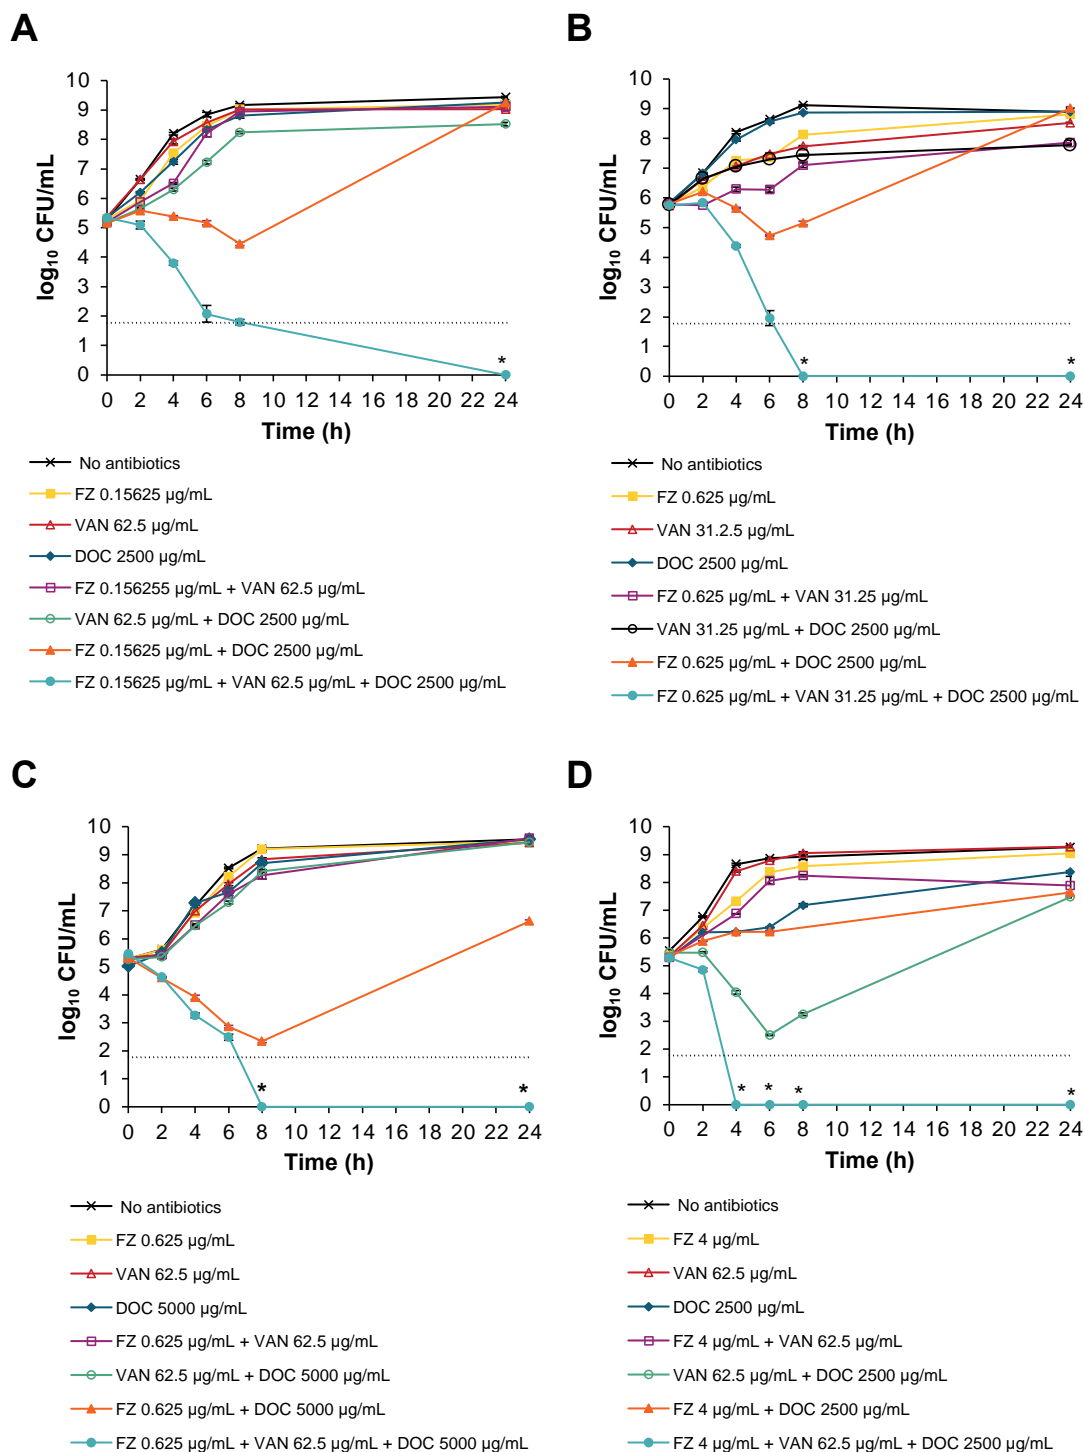 A
B
10
9
8
7
6
5
4
3
2
1
0
log10 CFU/mL
*
0 2 4 6 8 10 12 14 16 18 20 22 24
Time (h)
10
9
8
7
6
5
4
3
2
1
0
log10 CFU/mL
* *
0 2 4 6 8 10 12 14 16 18 20 22 24
Time (h)
No antibiotics
FZ 0.15625 µg/mL
VAN 62.5 µg/mL
DOC 2500 µg/mL
FZ 0.156255 µg/mL + VAN 62.5 µg/mL
VAN 62.5 µg/mL + DOC 2500 µg/mL
FZ 0.15625 µg/mL + DOC 2500 µg/mL
FZ 0.15625 µg/mL + VAN 62.5 µg/mL + DOC 2500 µg/mL
No antibiotics
FZ 0.625 µg/mL
VAN 31.2.5 µg/mL
DOC 2500 µg/mL
FZ 0.625 µg/mL + VAN 31.25 µg/mL
VAN 31.25 µg/mL + DOC 2500 µg/mL
FZ 0.625 µg/mL + DOC 2500 µg/mL
FZ 0.625 µg/mL + VAN 31.25 µg/mL + DOC 2500 µg/mL
C
D
10
9
8
7
6
5
4
3
2
1
0
log10 CFU/mL
* *
0 2 4 6 8 10 12 14 16 18 20 22 24
Time (h)
10
9
8
7
6
5
4
3
2
1
0
log10 CFU/mL
* * * *
0 2 4 6 8 10 12 14 16 18 20 22 24
Time (h)
No antibiotics
FZ 0.625 µg/mL
VAN 62.5 µg/mL
DOC 5000 µg/mL
FZ 0.625 µg/mL + VAN 62.5 µg/mL
VAN 62.5 µg/mL + DOC 5000 µg/mL
FZ 0.625 µg/mL + DOC 5000 µg/mL
FZ 0.625 µg/mL + VAN 62.5 µg/mL + DOC 5000 µg/mL
No antibiotics
FZ 4 µg/mL
VAN 62.5 µg/mL
DOC 2500 µg/mL
FZ 4 µg/mL + VAN 62.5 µg/mL
VAN 62.5 µg/mL + DOC 2500 µg/mL
FZ 4 µg/mL + DOC 2500 µg/mL
FZ 4 µg/mL + VAN 62.5 µg/mL + DOC 2500 µg/mL